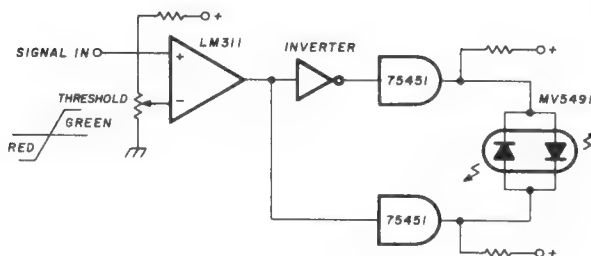 +
SIGNAL IN
+
LM311
INVERTER
75451
+
THRESHOLD
-
GREEN
RED
MV5491
75451
+